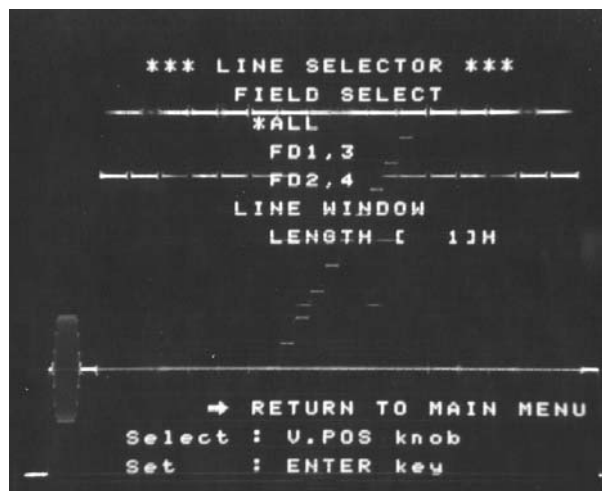 *** LINE SELECTOR ***
FIELD SELECT
*ALL
FD1,3
FD2,4
LINE WINDOW
LENGTH [ 1]H
➡ RETURN TO MAIN MENU
Select : V.POS knob
Set : ENTER key